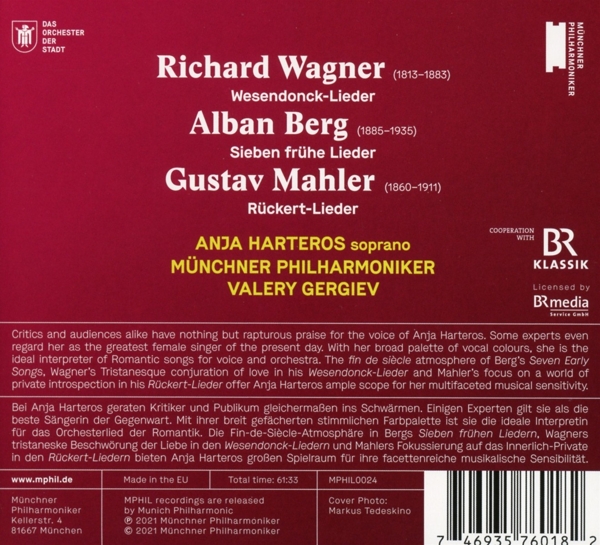 DAS
ORCHESTER
DER
STADT
MÜNCHNER
PHILHARMONIKER
Richard Wagner (1813–1883)
Wesendonck-Lieder
Alban Berg (1885–1935)
Sieben frühe Lieder
Gustav Mahler (1860–1911)
Rückert-Lieder
ANJA HARTEROS soprano
MÜNCHNER PHILHARMONIKER
VALERY GERGIEV
COOPERATION
WITH
BR
KLASSIK
Licensed by
BRmedia
Service GmbH
Critics and audiences alike have nothing but rapturous praise for the voice of Anja Harteros. Some experts even
regard her as the greatest female singer of the present day. With her broad palette of vocal colours, she is the
ideal interpreter of Romantic songs for voice and orchestra. The fin de siècle atmosphere of Berg's Seven Early
Songs, Wagner's Tristanesque conjuration of love in his Wesendonck-Lieder and Mahler's focus on a world of
private introspection in his Rückert-Lieder offer Anja Harteros ample scope for her multifaceted musical sensitivity.
Bei Anja Harteros geraten Kritiker und Publikum gleichermaßen ins Schwärmen. Einigen Experten gilt sie als die
beste Sängerin der Gegenwart. Mit ihrer breit gefächerten stimmlichen Farbpalette ist sie die ideale Interpretin
für das Orchesterlied der Romantik. Die Fin-de-Siècle-Atmosphäre in Bergs Sieben frühen Liedern, Wagners
tristaneske Beschwörung der Liebe in den Wesendonck-Liedern und Mahlers Fokussierung auf das Innerlich-Private
in den Rückert-Liedern bieten Anja Harteros großen Spielraum für ihre facettenreiche musikalische Sensibilität.
www.mphil.de
Made in the EU
Total time: 61:33
MPHIL0024
Münchner
Philharmoniker
Kellerstr. 4
81667 München
MPHIL recordings are released
by Munich Philharmonic
℗ 2021 Münchner Philharmoniker
© 2021 Münchner Philharmoniker
Cover Photo:
Markus Tedeskino
7 46935 76018 2